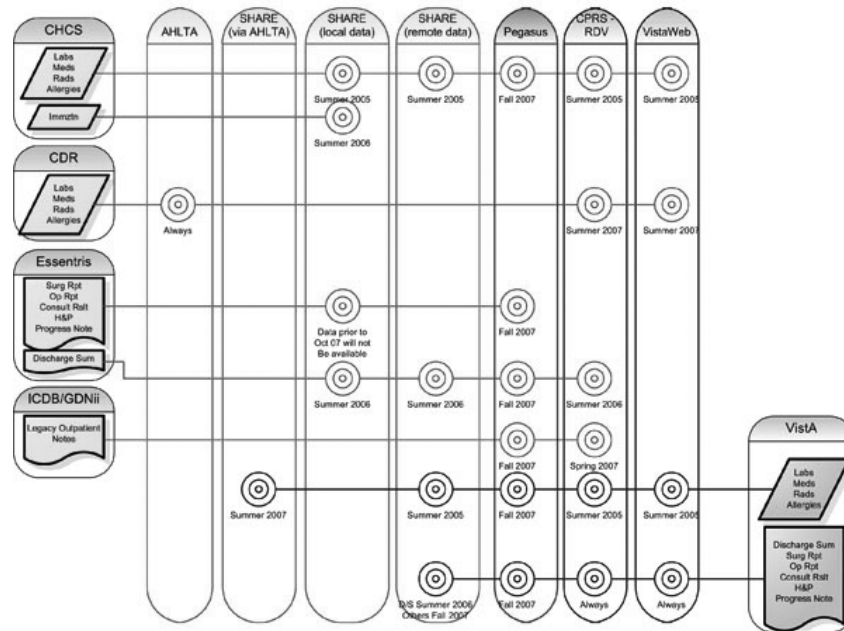 CHCS
Labs
Meds
Rads
Allergies
Immztn
AHLTA
SHARE
(via AHLTA)
SHARE
(local data)
SHARE
(remote data)
Pegasus
CPRS -
RDV
VistaWeb
Summer 2005
Summer 2005
Fall 2007
Summer 2005
Summer 2005
Summer 2006
CDR
Labs
Meds
Rads
Allergies
Always
Summer 2007
Summer 2007
Essentris
Surg Rpt
Op Rpt
Consult Rslt
H&P
Progress Note
Data prior to
Oct 07 will not
Be available
Fall 2007
Discharge Sum
Summer 2006
Summer 2006
Fall 2007
Summer 2006
ICDB/GDNii
Legacy Outpatient
Notes
Fall 2007
Spring 2007
VistA
Labs
Meds
Rads
Allergies
Summer 2007
Summer 2005
Fall 2007
Summer 2005
Summer 2005
Discharge Sum
Surg Rpt
Op Rpt
Consult Rslt
H&P
Progress Note
D/S Summer 2006
Others Fall 2007
Fall 2007
Always
Always